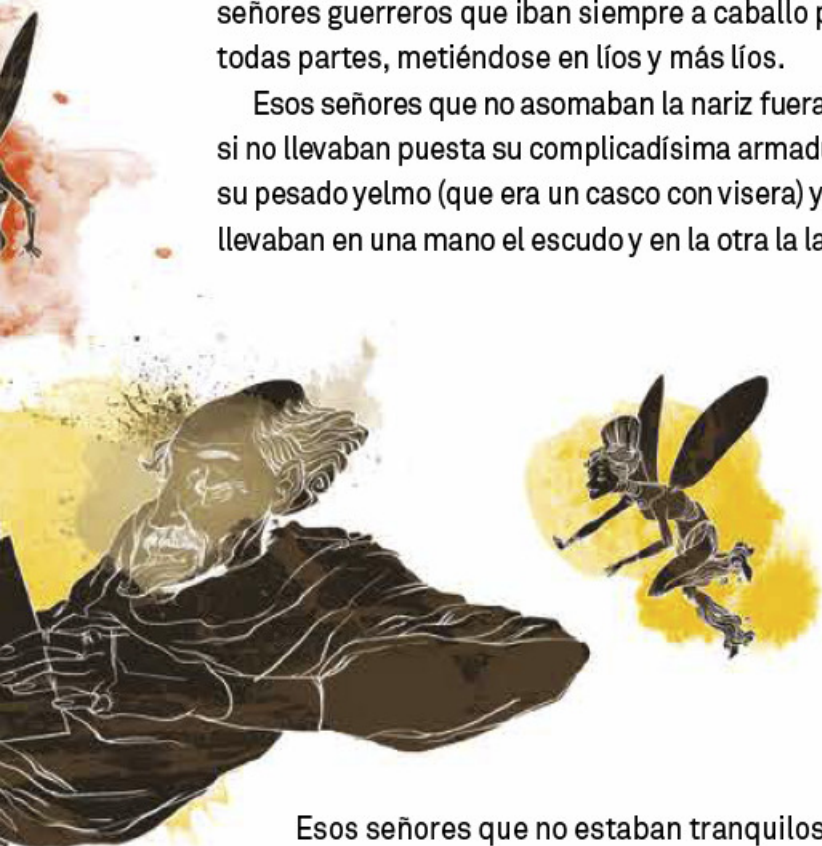 señores guerreros que iban siempre a caballo p
todas partes, metiéndose en líos y más líos.
Esos señores que no asomaban la nariz fuera
si no llevaban puesta su complicadísima armad
su pesado yelmo (que era un casco con visera) y
llevaban en una mano el escudo y en la otra la la
Esos señores que no estaban tranquilos